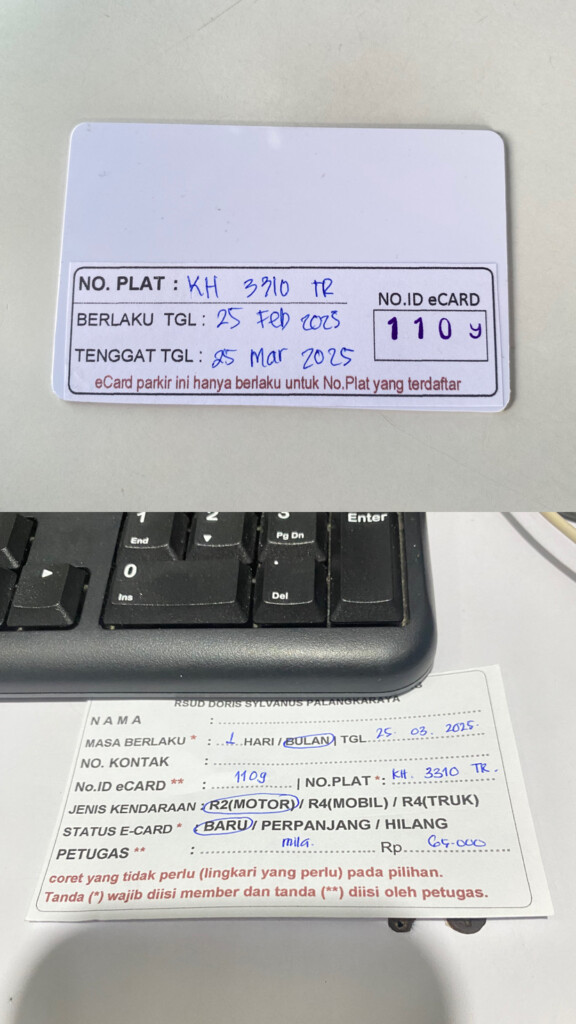 NO. PLAT : KH 3310 TR
BERLAKU TGL : 25 Feb 2025
TENGGAT TGL : 25 Mar 2025
NO.ID eCARD
1109
eCard parkir ini hanya berlaku untuk No.Plat yang terdaftar
1
End
2
3
Pg Dn
Enter
0
Ins
.
Del
RSUD DORIS SYLVANUS PALANGKARAYA
NAMA :
MASA BERLAKU * : 1 HARI / BULAN / TGL 25. 03. 2025.
NO. KONTAK :
No.ID eCARD ** : 1109 | NO.PLAT *: KH. 3310 TR.
JENIS KENDARAAN : R2(MOTOR) / R4(MOBIL) / R4(TRUK)
STATUS E-CARD * : BARU / PERPANJANG / HILANG
PETUGAS ** : mila. Rp. 65.000
coret yang tidak perlu (lingkari yang perlu) pada pilihan.
Tanda (*) wajib diisi member dan tanda (**) diisi oleh petugas.